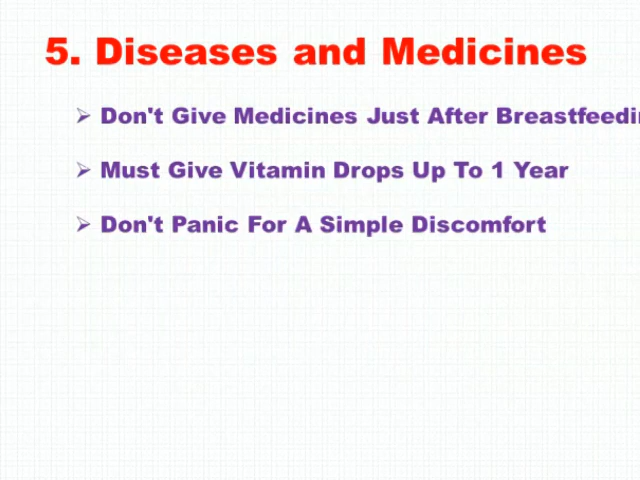 5. Diseases and Medicines
Don't Give Medicines Just After Breastfeedin
Must Give Vitamin Drops Up To 1 Year
Don't Panic For A Simple Discomfort